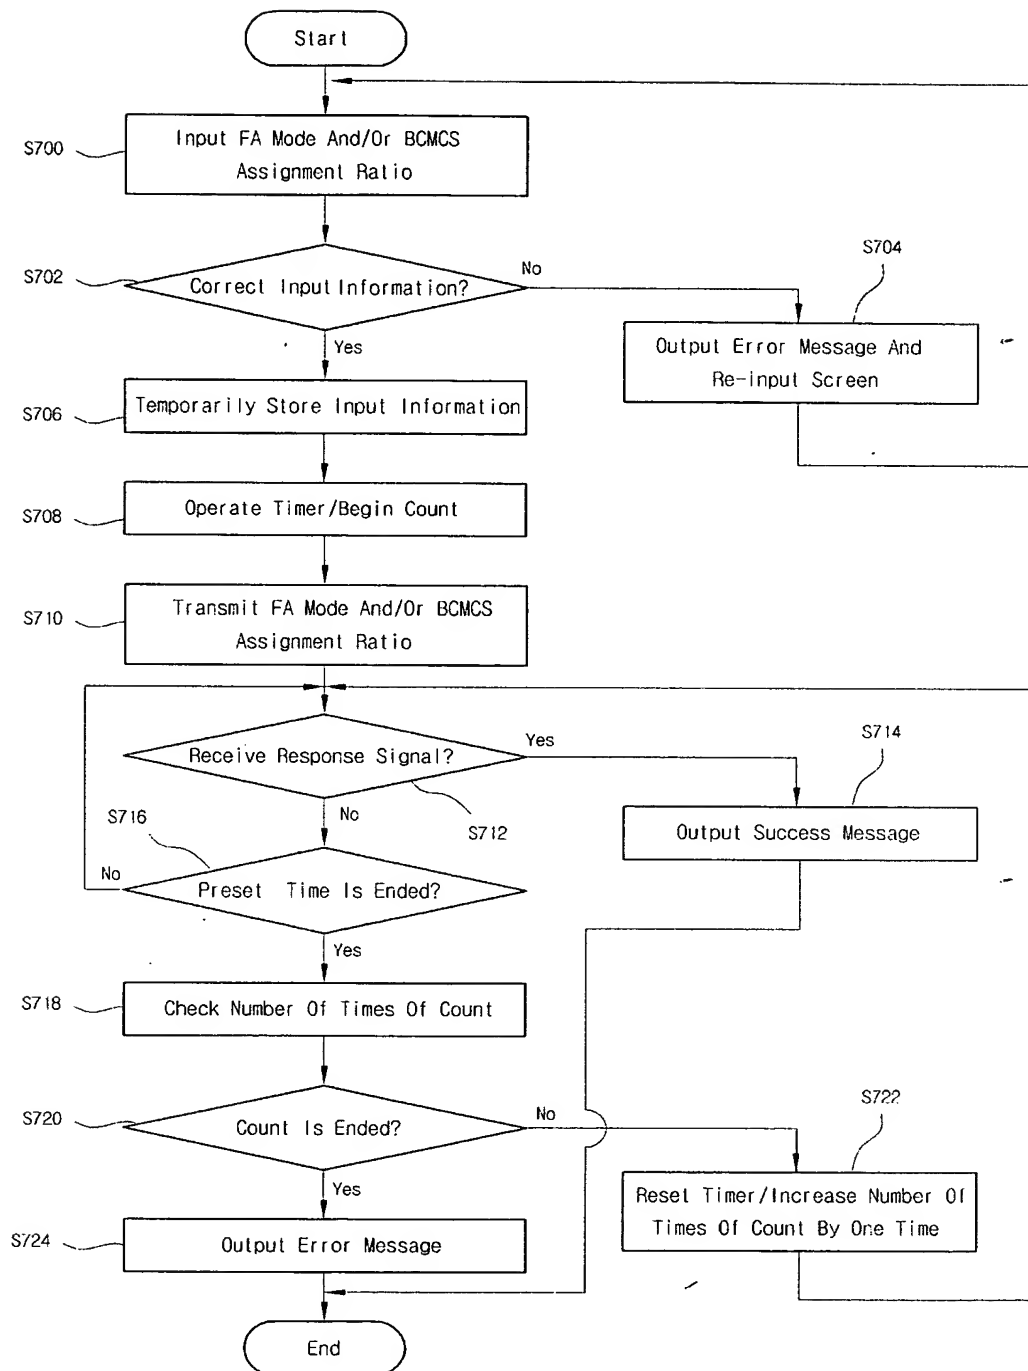 Start
S700
Input FA Mode And/Or BCMCS
Assignment Ratio
S702
Correct Input Information?
No
S704
Yes
Output Error Message And
Re-input Screen
S706
Temporarily Store Input Information
S708
Operate Timer/Begin Count
S710
Transmit FA Mode And/Or BCMCS
Assignment Ratio
Receive Response Signal?
Yes
S714
S712
No
S716
Output Success Message
No
Preset Time Is Ended?
Yes
S718
Check Number Of Times Of Count
S720
Count Is Ended?
No
S722
Yes
Reset Timer/Increase Number Of
Times Of Count By One Time
S724
Output Error Message
End